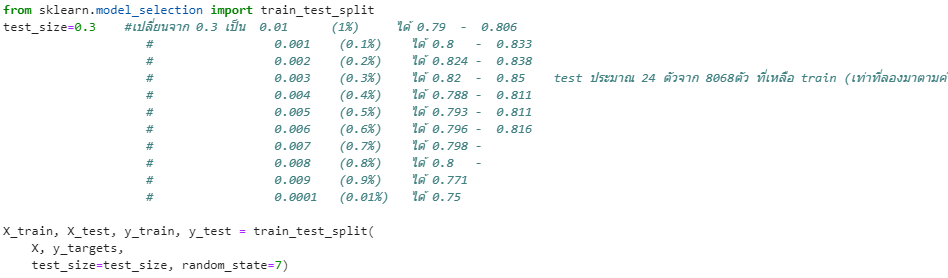 from sklearn.model_selection import train_test_split
test_size=0.3 #เปลี่ยนจาก 0.3 เป็น 0.01 (1%) ได้ 0.79 - 0.806
# 0.001 (0.1%) ได้ 0.8 - 0.833
# 0.002 (0.2%) ได้ 0.824 - 0.838
# 0.003 (0.3%) ได้ 0.82 - 0.85 test ประมาณ 24 ตัวจาก 8068ตัว ที่เหลือ train (เท่าที่ลองมาตามค่
# 0.004 (0.4%) ได้ 0.788 - 0.811
# 0.005 (0.5%) ได้ 0.793 - 0.811
# 0.006 (0.6%) ได้ 0.796 - 0.816
# 0.007 (0.7%) ได้ 0.798 -
# 0.008 (0.8%) ได้ 0.8 -
# 0.009 (0.9%) ได้ 0.771
# 0.0001 (0.01%) ได้ 0.75
X_train, X_test, y_train, y_test = train_test_split(
X, y_targets,
test_size=test_size, random_state=7)